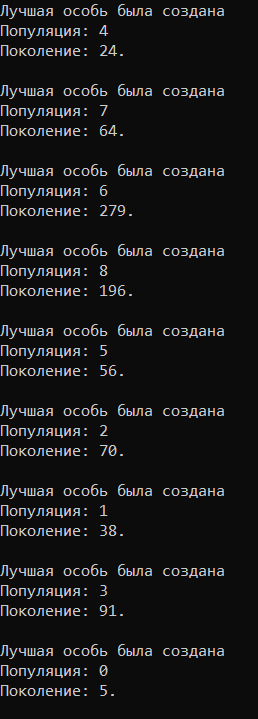 Лучшая особь была создана
Популяция: 4
Поколение: 24.
Лучшая особь была создана
Популяция: 7
Поколение: 64.
Лучшая особь была создана
Популяция: 6
Поколение: 279.
Лучшая особь была создана
Популяция: 8
Поколение: 196.
Лучшая особь была создана
Популяция: 5
Поколение: 56.
Лучшая особь была создана
Популяция: 2
Поколение: 70.
Лучшая особь была создана
Популяция: 1
Поколение: 38.
Лучшая особь была создана
Популяция: 3
Поколение: 91.
Лучшая особь была создана
Популяция: 0
Поколение: 5.